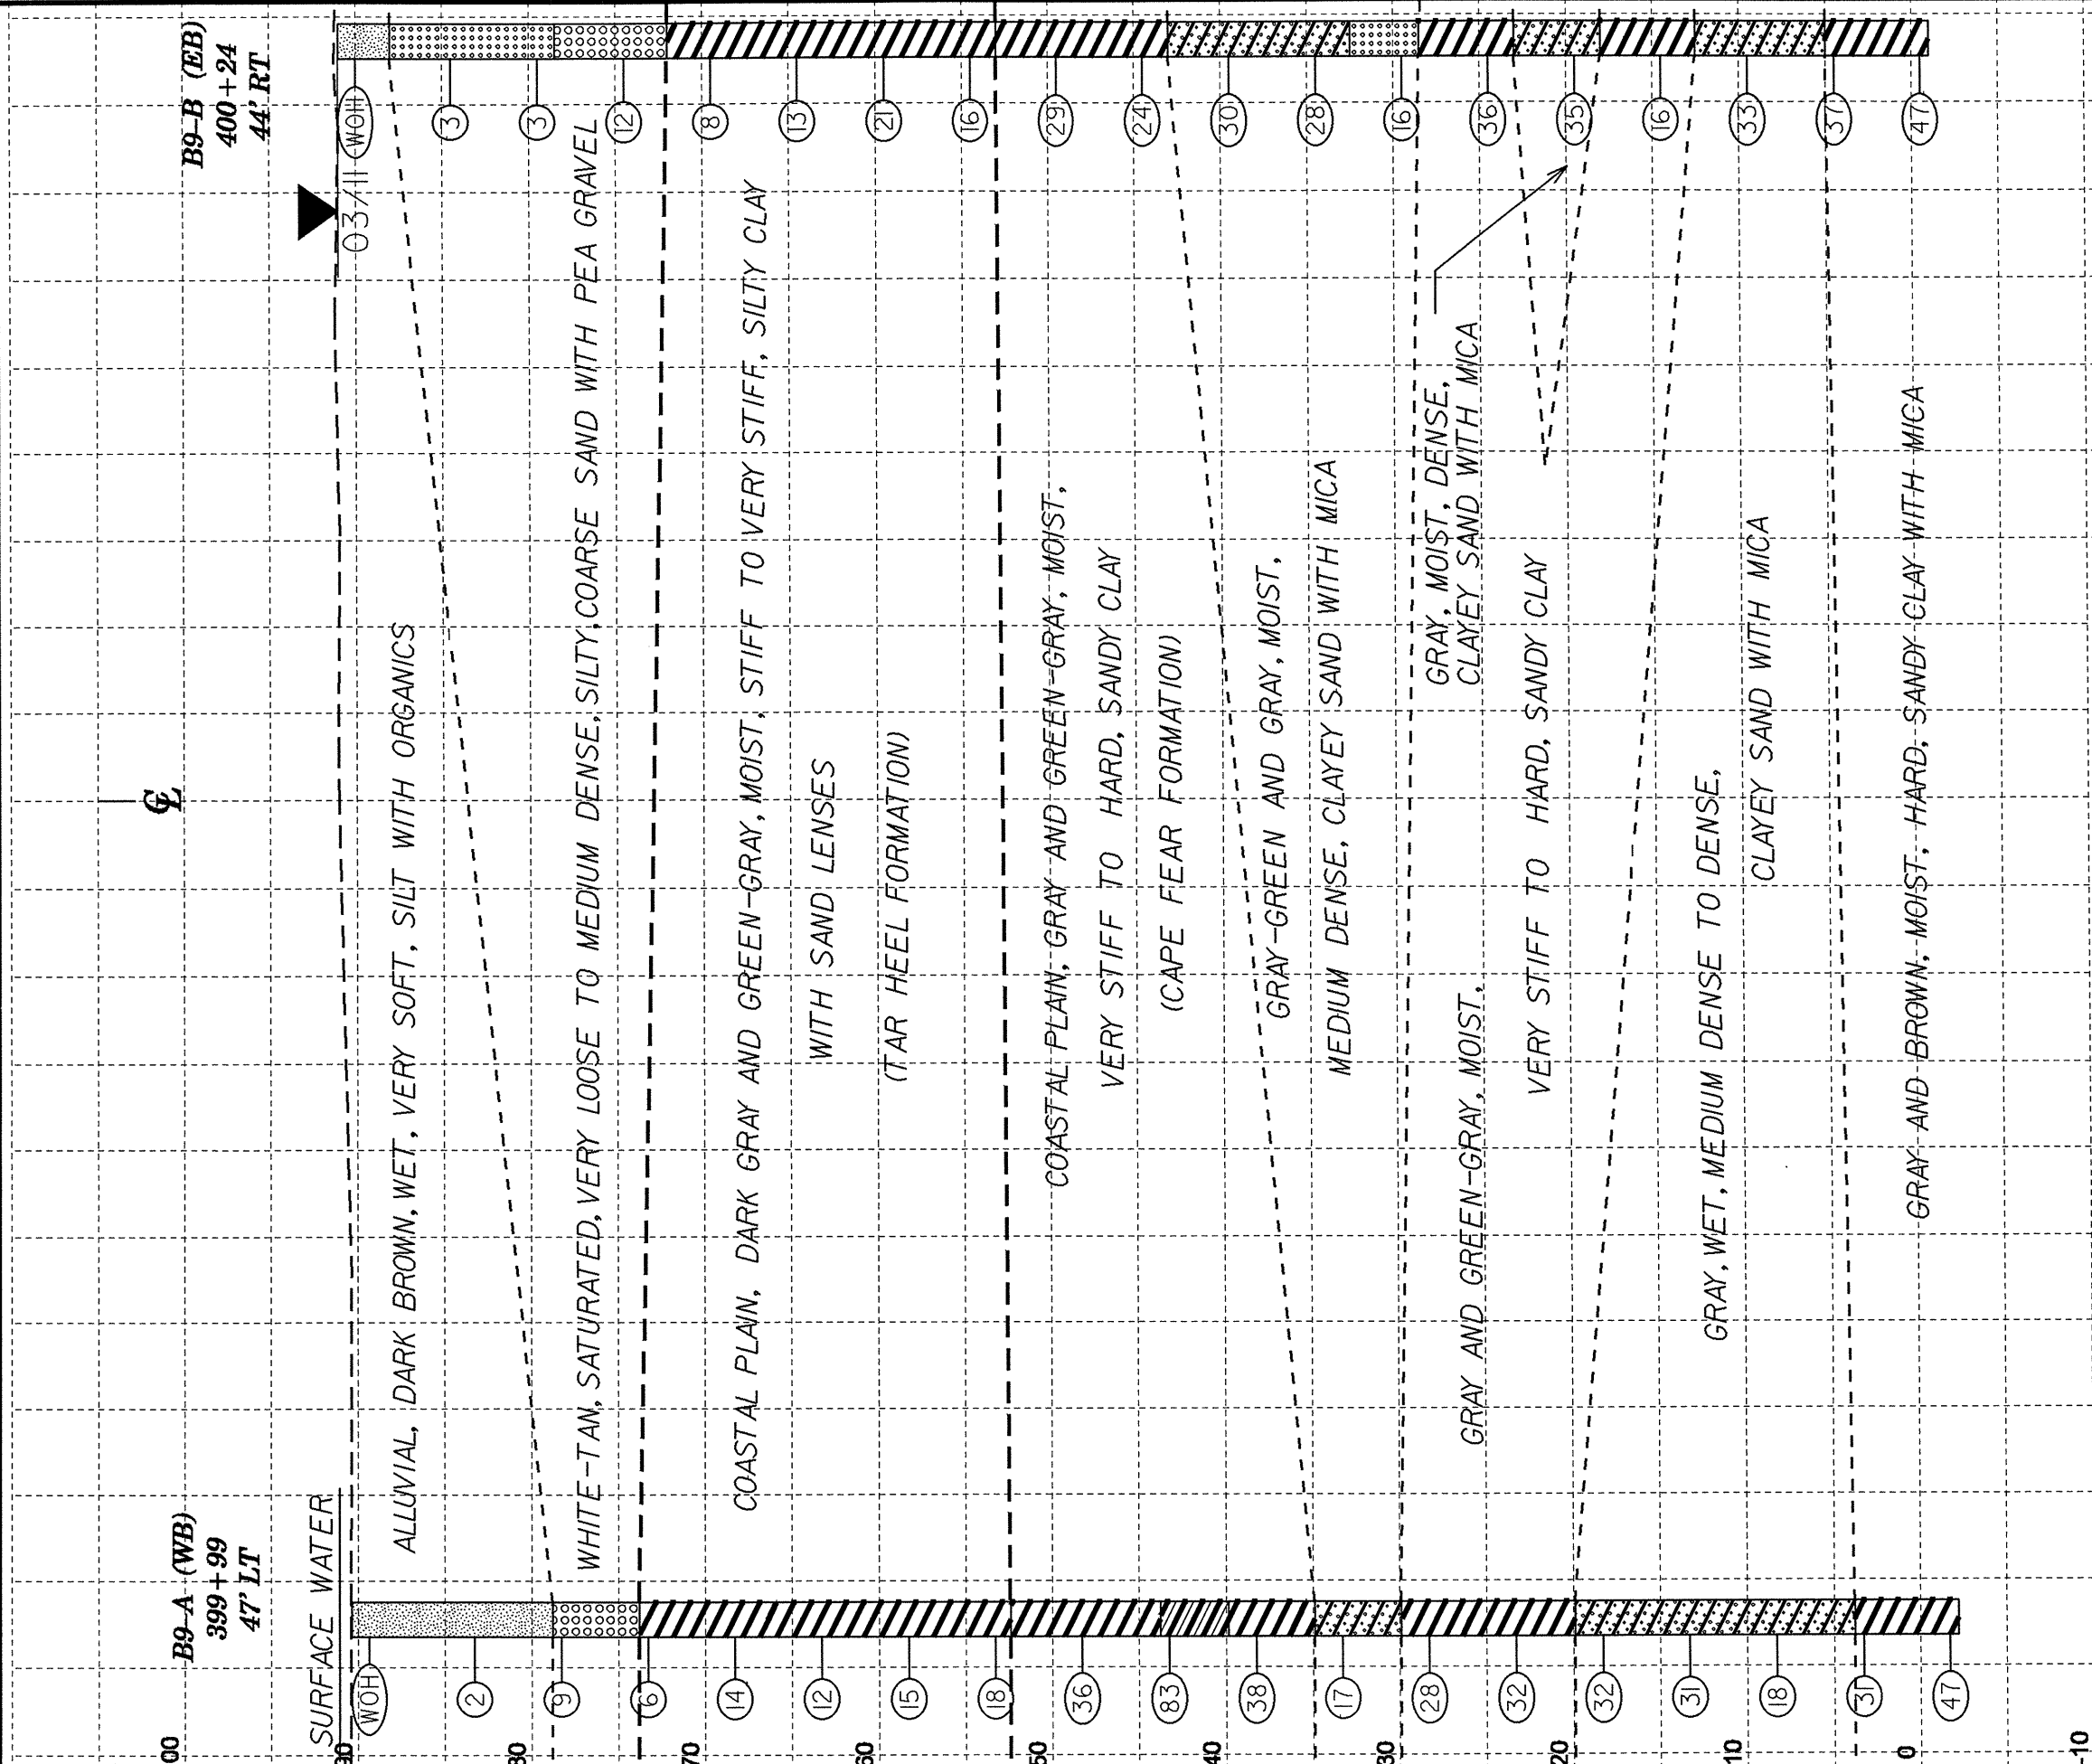 B9-A (WB)
399+99
47' LT
B9-B (EB)
400+24
44' RT
℄
SURFACE WATER
03/11
ALLUVIAL, DARK BROWN, WET, VERY SOFT, SILT WITH ORGANICS
WHITE-TAN, SATURATED, VERY LOOSE TO MEDIUM DENSE, SILTY, COARSE SAND WITH PEA GRAVEL
COASTAL PLAIN, DARK GRAY AND GREEN-GRAY, MOIST, STIFF TO VERY STIFF, SILTY CLAY
WITH SAND LENSES
(TAR HEEL FORMATION)
COASTAL PLAIN, GRAY AND GREEN-GRAY, MOIST,
VERY STIFF TO HARD, SANDY CLAY
(CAPE FEAR FORMATION)
GRAY-GREEN AND GRAY, MOIST,
MEDIUM DENSE, CLAYEY SAND WITH MICA
GRAY, MOIST, DENSE,
CLAYEY SAND WITH MICA
GRAY AND GREEN-GRAY, MOIST,
VERY STIFF TO HARD, SANDY CLAY
GRAY, WET, MEDIUM DENSE TO DENSE,
CLAYEY SAND WITH MICA
GRAY AND BROWN, MOIST, HARD, SANDY CLAY WITH MICA
WOH
2
9
6
14
12
15
18
36
83
38
17
28
32
32
31
18
31
47
WOH
3
3
12
8
13
21
16
29
24
30
28
16
36
35
16
33
37
47
00
90
80
70
60
50
40
30
20
10
0
-10